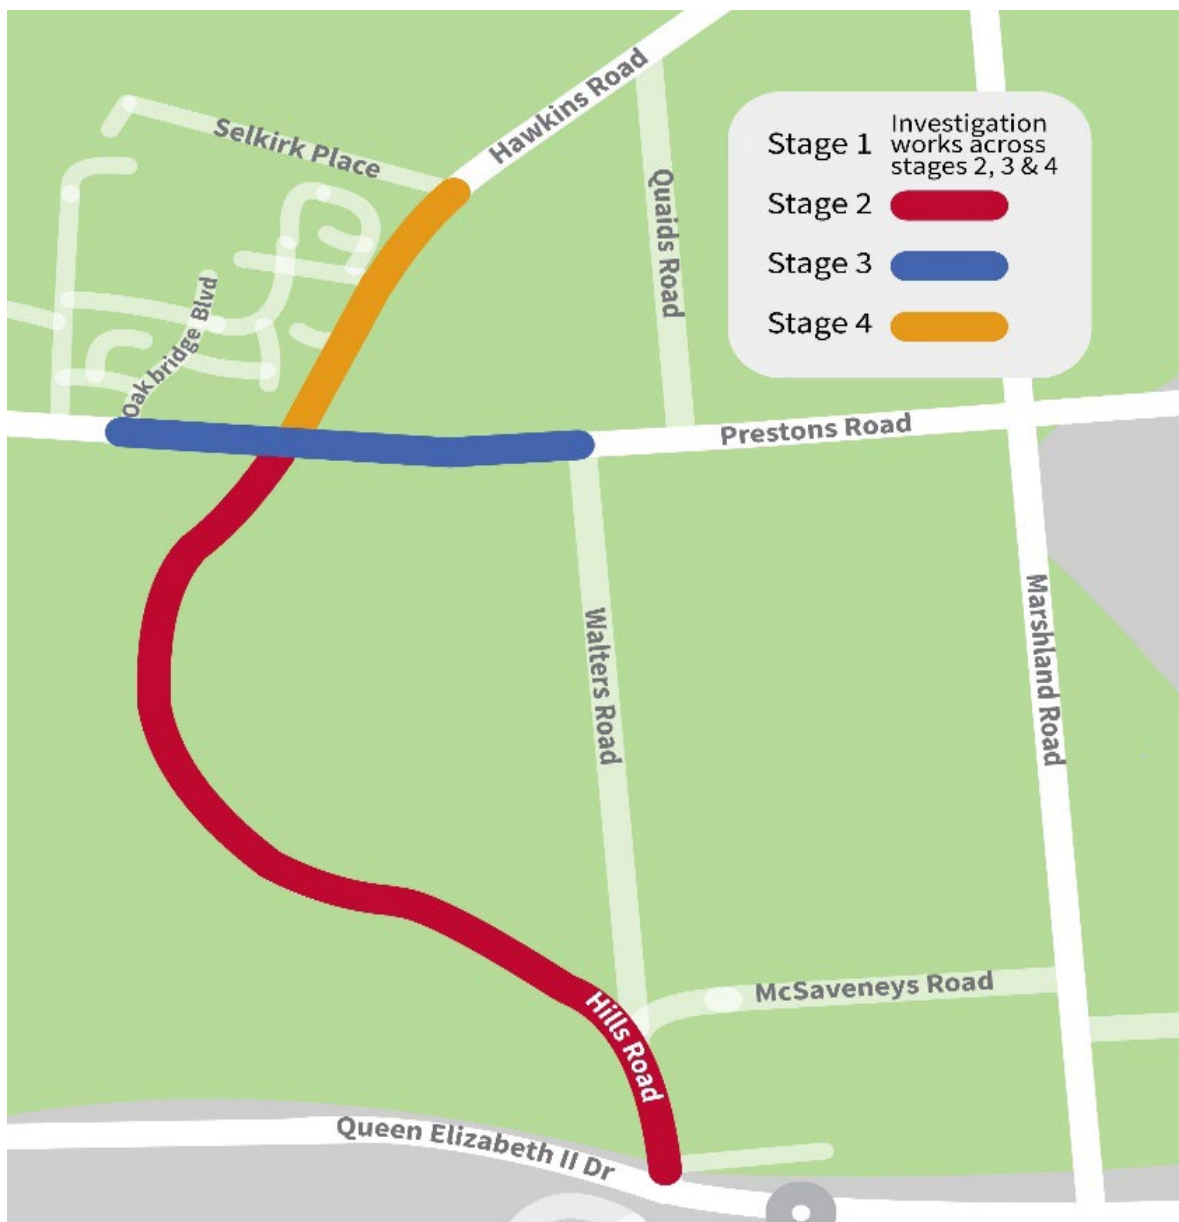 Hawkins Road
Selkirk Place
Quaids Road
Oakbridge Blvd
Stage 1
Investigation
works across
stages 2, 3 & 4
Stage 2
Stage 3
Stage 4
Prestons Road
Walters Road
Marshland Road
McSaveneys Road
Hills Road
Queen Elizabeth II Dr